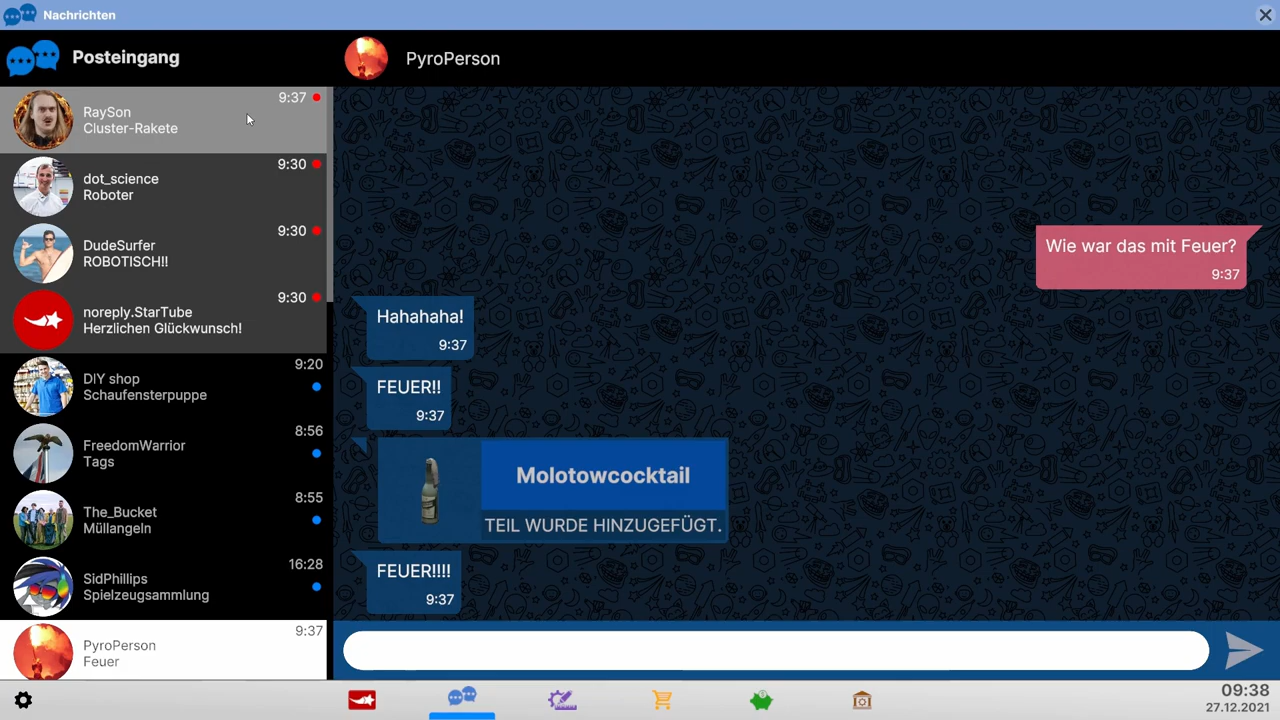 Nachrichten
Posteingang
RaySon
9:37
Cluster-Rakete
dot_science
9:30
Roboter
DudeSurfer
9:30
ROBOTISCH!!
noreply.StarTube
9:30
Herzlichen Glückwunsch!
DIY shop
9:20
Schaufensterpuppe
FreedomWarrior
8:56
Tags
The_Bucket
8:55
Müllangeln
SidPhillips
16:28
Spielzeugsammlung
PyroPerson
9:37
Feuer
PyroPerson
Wie war das mit Feuer?
9:37
Hahahaha!
9:37
FEUER!!
9:37
Molotowcocktail
TEIL WURDE HINZUGEFÜGT.
FEUER!!!!
9:37
09:38
27.12.2021